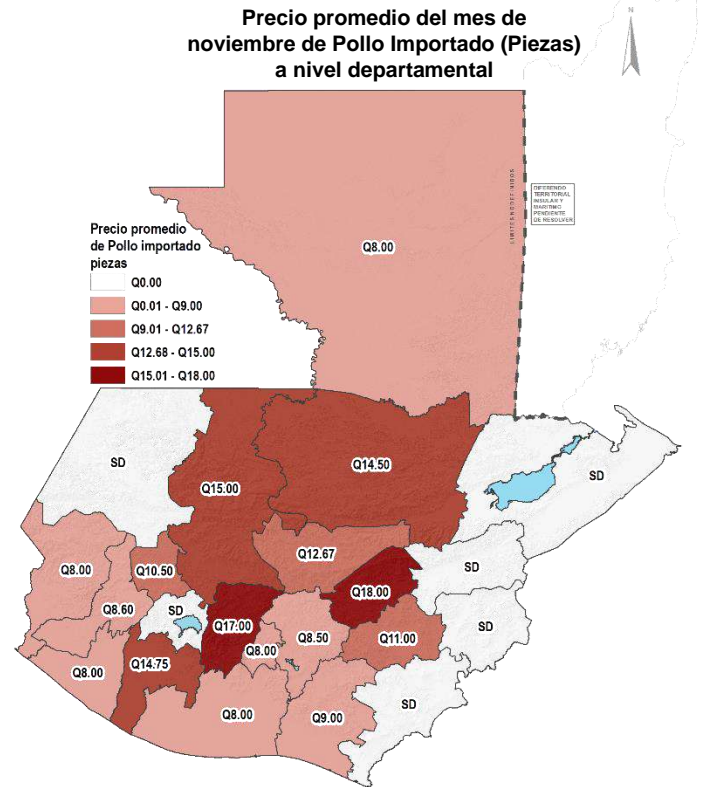 Precio promedio del mes de
noviembre de Pollo Importado (Piezas)
a nivel departamental
N
LIMITES NO DEFINIDOS
DIFERENDO
TERRITORIAL
INSULAR Y
MARITIMO
PENDIENTE
DE RESOLVER
Q8.00
Precio promedio
de Pollo importado
piezas
Q0.00
Q0.01 - Q9.00
Q9.01 - Q12.67
Q12.68 - Q15.00
Q15.01 - Q18.00
SD
Q15.00
Q14.50
SD
Q8.00
Q10.50
Q12.67
SD
Q8.60
SD
Q17.00
Q18.00
Q8.00
Q8.50
Q11.00
SD
Q8.00
Q14.75
Q8.00
Q9.00
SD